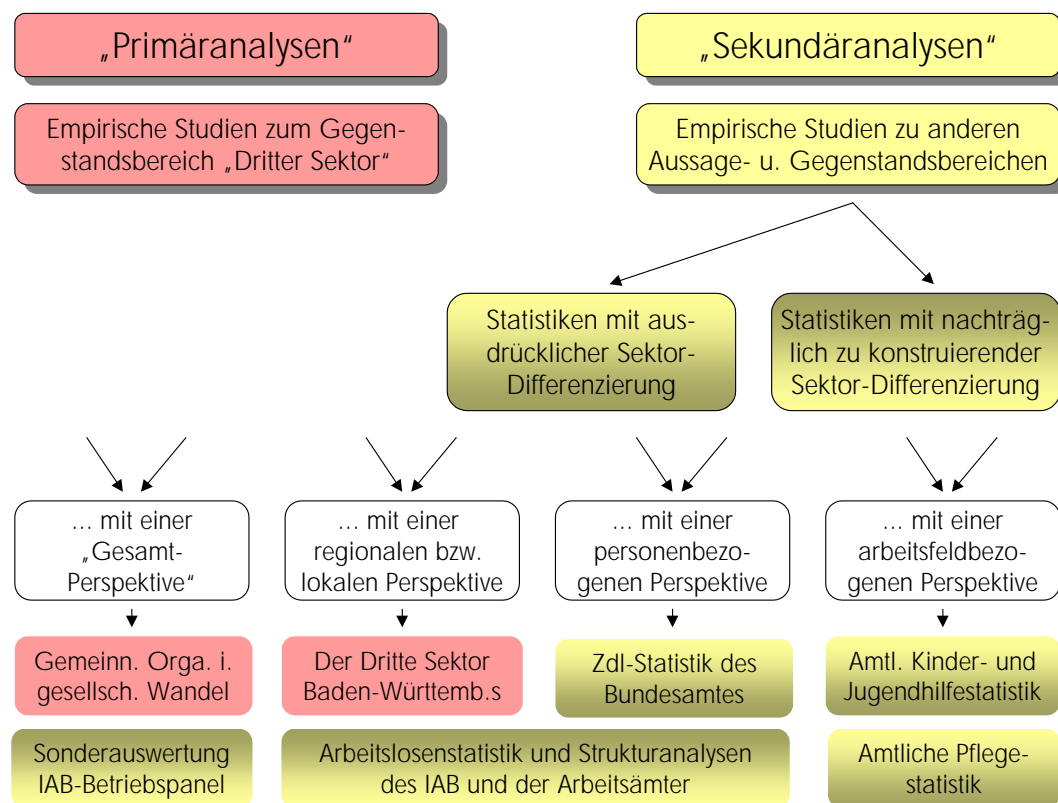 „Primäranalysen“
„Sekundäranalysen“
Empirische Studien zum Gegen-
standsbereich „Dritter Sektor“
Empirische Studien zu anderen
Aussage- u. Gegenstandsbereichen
Statistiken mit aus-
drücklicher Sektor-
Differenzierung
Statistiken mit nachträg-
lich zu konstruierender
Sektor-Differenzierung
... mit einer
„Gesamt-
Perspektive“
... mit einer
regionalen bzw.
lokalen Perspektive
... mit einer
personenbezo-
genen Perspektive
... mit einer
arbeitsfeldbezo-
genen Perspektive
Gemeinn. Orga. i.
gesellsch. Wandel
Der Dritte Sektor
Baden-Württemb.s
Zdl-Statistik des
Bundesamtes
Amtl. Kinder- und
Jugendhilfestatistik
Sonderauswertung
IAB-Betriebspanel
Arbeitslosenstatistik und Strukturanalysen
des IAB und der Arbeitsämter
Amtliche Pflege-
statistik